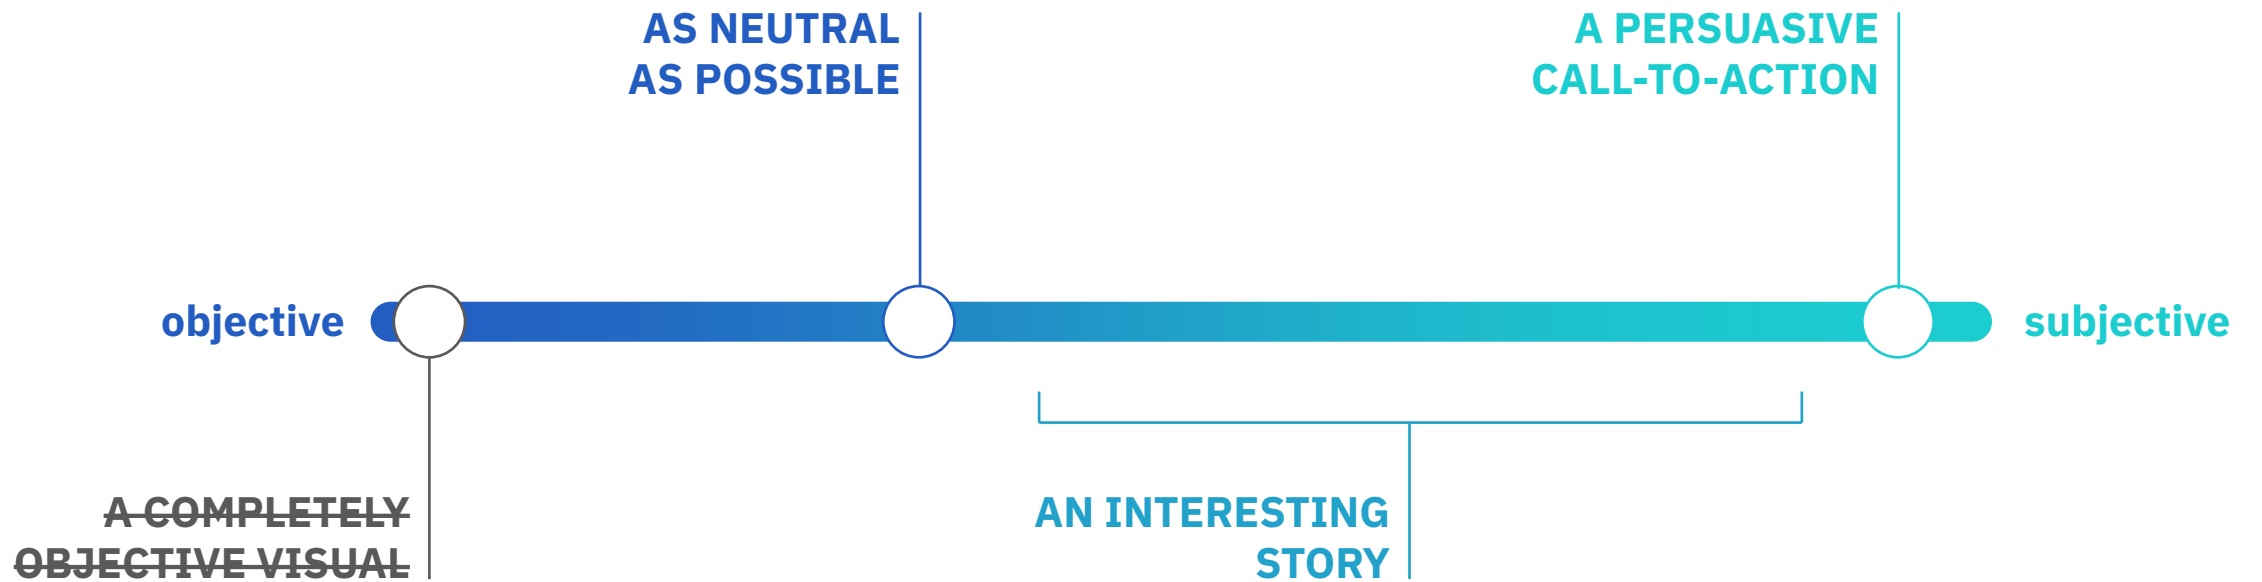 AS NEUTRAL
AS POSSIBLE
A PERSUASIVE
CALL-TO-ACTION
objective
subjective
A COMPLETELY
OBJECTIVE VISUAL
AN INTERESTING
STORY